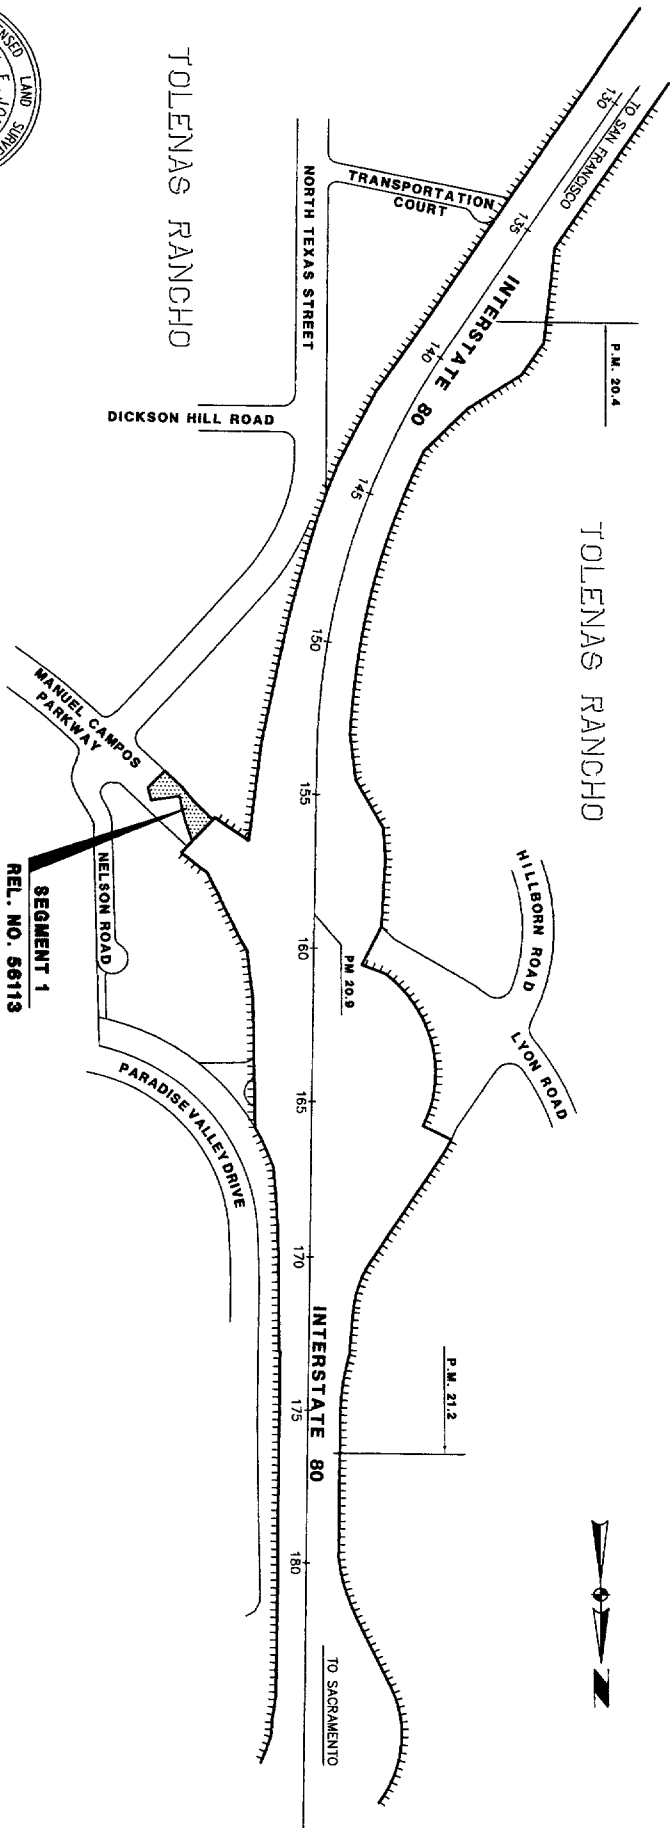 TOLENAS RANCHO
TO SAN FRANCISCO
130
135
INTERSTATE 80
140
145
P.M. 20.4
TRANSPORTATION
COURT
NORTH TEXAS STREET
DICKSON HILL ROAD
TOLENAS RANCHO
150
MANUEL CAMPOS
PARKWAY
155
NELSON ROAD
SEGMENT 1
REL. NO. 56113
HILLBORN ROAD
LYON ROAD
160
PM 20.9
PARADISE VALLEY DRIVE
165
170
INTERSTATE 80
175
P.M. 21.2
180
TO SACRAMENTO
N
LAND